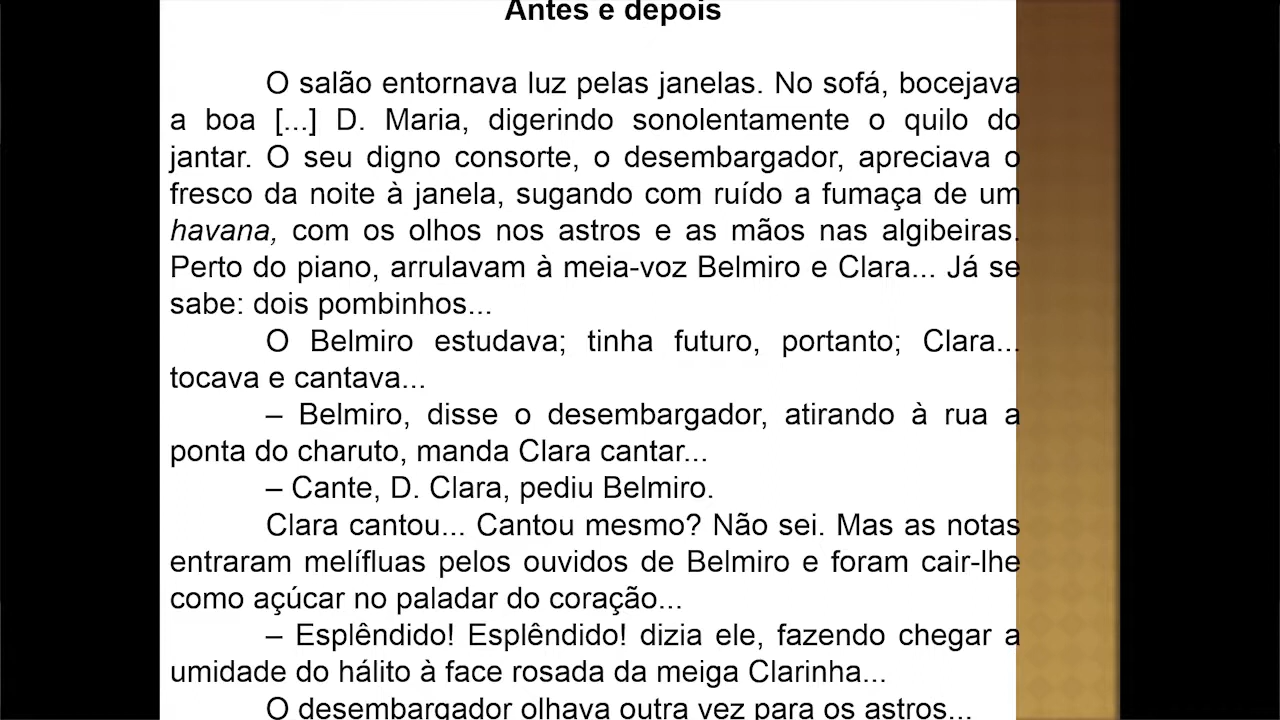 Antes e depois
O salão entornava luz pelas janelas. No sofá, bocejava
a boa [...] D. Maria, digerindo sonolentamente o quilo do
jantar. O seu digno consorte, o desembargador, apreciava o
fresco da noite à janela, sugando com ruído a fumaça de um
havana, com os olhos nos astros e as mãos nas algibeiras.
Perto do piano, arrulavam à meia-voz Belmiro e Clara... Já se
sabe: dois pombinhos...
O Belmiro estudava; tinha futuro, portanto; Clara...
tocava e cantava...
– Belmiro, disse o desembargador, atirando à rua a
ponta do charuto, manda Clara cantar...
– Cante, D. Clara, pediu Belmiro.
Clara cantou... Cantou mesmo? Não sei. Mas as notas
entraram melífluas pelos ouvidos de Belmiro e foram cair-lhe
como açúcar no paladar do coração...
– Esplêndido! Esplêndido! dizia ele, fazendo chegar a
umidade do hálito à face rosada da meiga Clarinha...
O desembargador olhava outra vez para os astros...